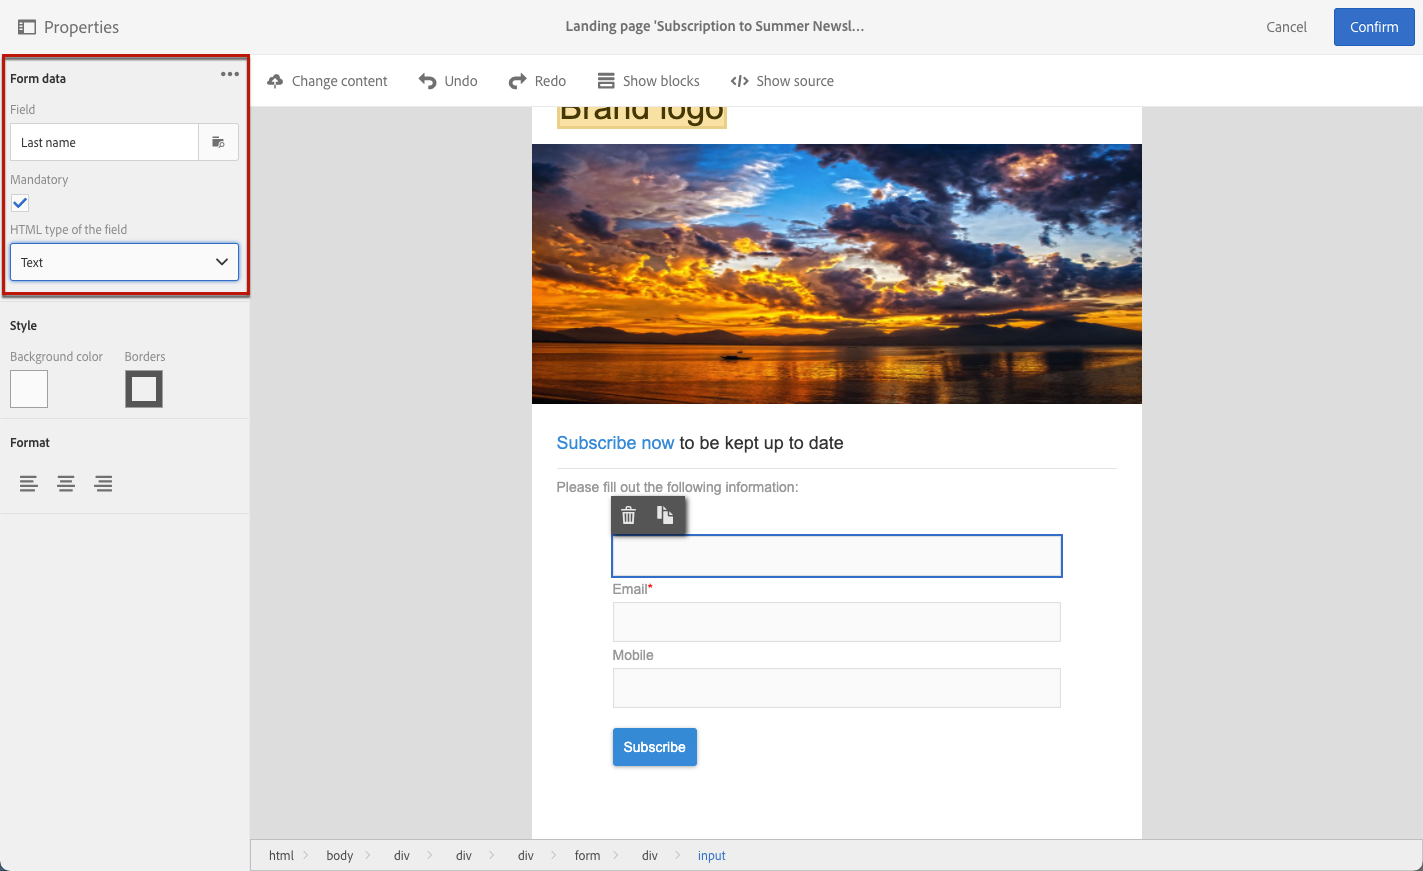 Properties
Landing page 'Subscription to Summer Newsl...
Cancel
Confirm
Form data
Field
Last name
Mandatory
HTML type of the field
Text
Style
Background color
Borders
Format
Change content
Undo
Redo
Show blocks
</> Show source
Brand logo
Subscribe now to be kept up to date
Please fill out the following information:
Email*
Mobile
Subscribe
html > body > div > div > div > form > div > input